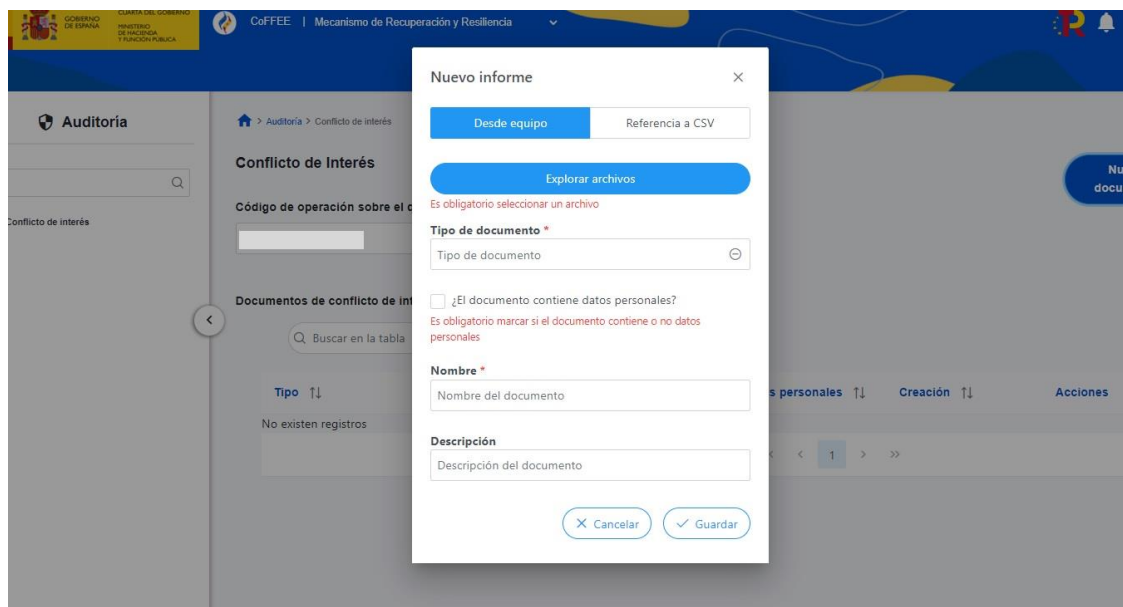 GOBIERNO
DE ESPAÑA
CUARTA DEL GOBIERNO
MINISTERIO
DE HACIENDA
Y FUNCIÓN PÚBLICA
CoFFEE | Mecanismo de Recuperación y Resiliencia
R
Auditoría
Conflicto de interés
> Auditoría > Conflicto de interés
Conflicto de Interés
Código de operación sobre el
Documentos de conflicto de int
Buscar en la tabla
Nu
docu
Nuevo informe
Desde equipo
Referencia a CSV
Explorar archivos
Es obligatorio seleccionar un archivo
Tipo de documento *
Tipo de documento
¿El documento contiene datos personales?
Es obligatorio marcar si el documento contiene o no datos
personales
Nombre *
Nombre del documento
Descripción
Descripción del documento
Cancelar
Guardar
Tipo
s personales
Creación
Acciones
No existen registros
1